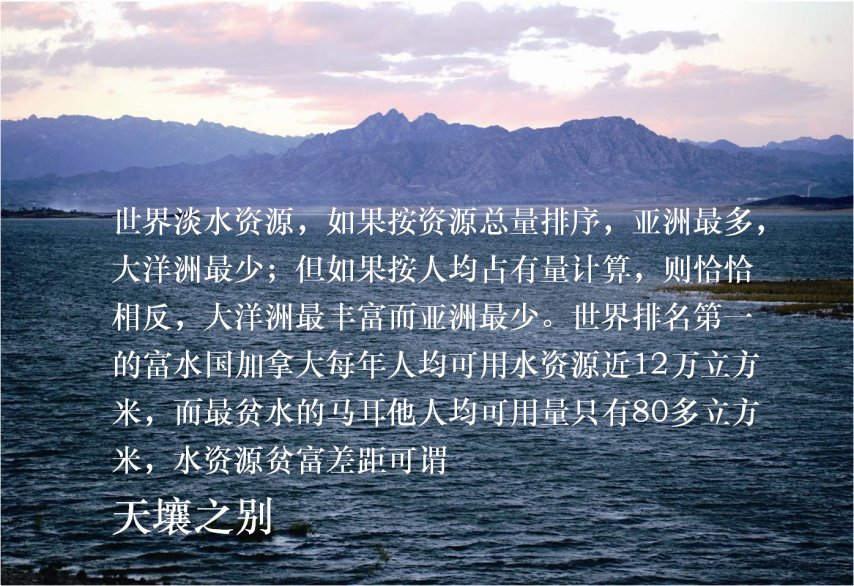 世界淡水资源，如果按资源总量排序，亚洲最多，
大洋洲最少；但如果按人均占有量计算，则恰恰
相反，大洋洲最丰富而亚洲最少。世界排名第一
的富水国加拿大每年人均可用水资源近12万立方
米，而最贫水的马耳他人均可用量只有80多立方
米，水资源贫富差距可谓
天壤之别